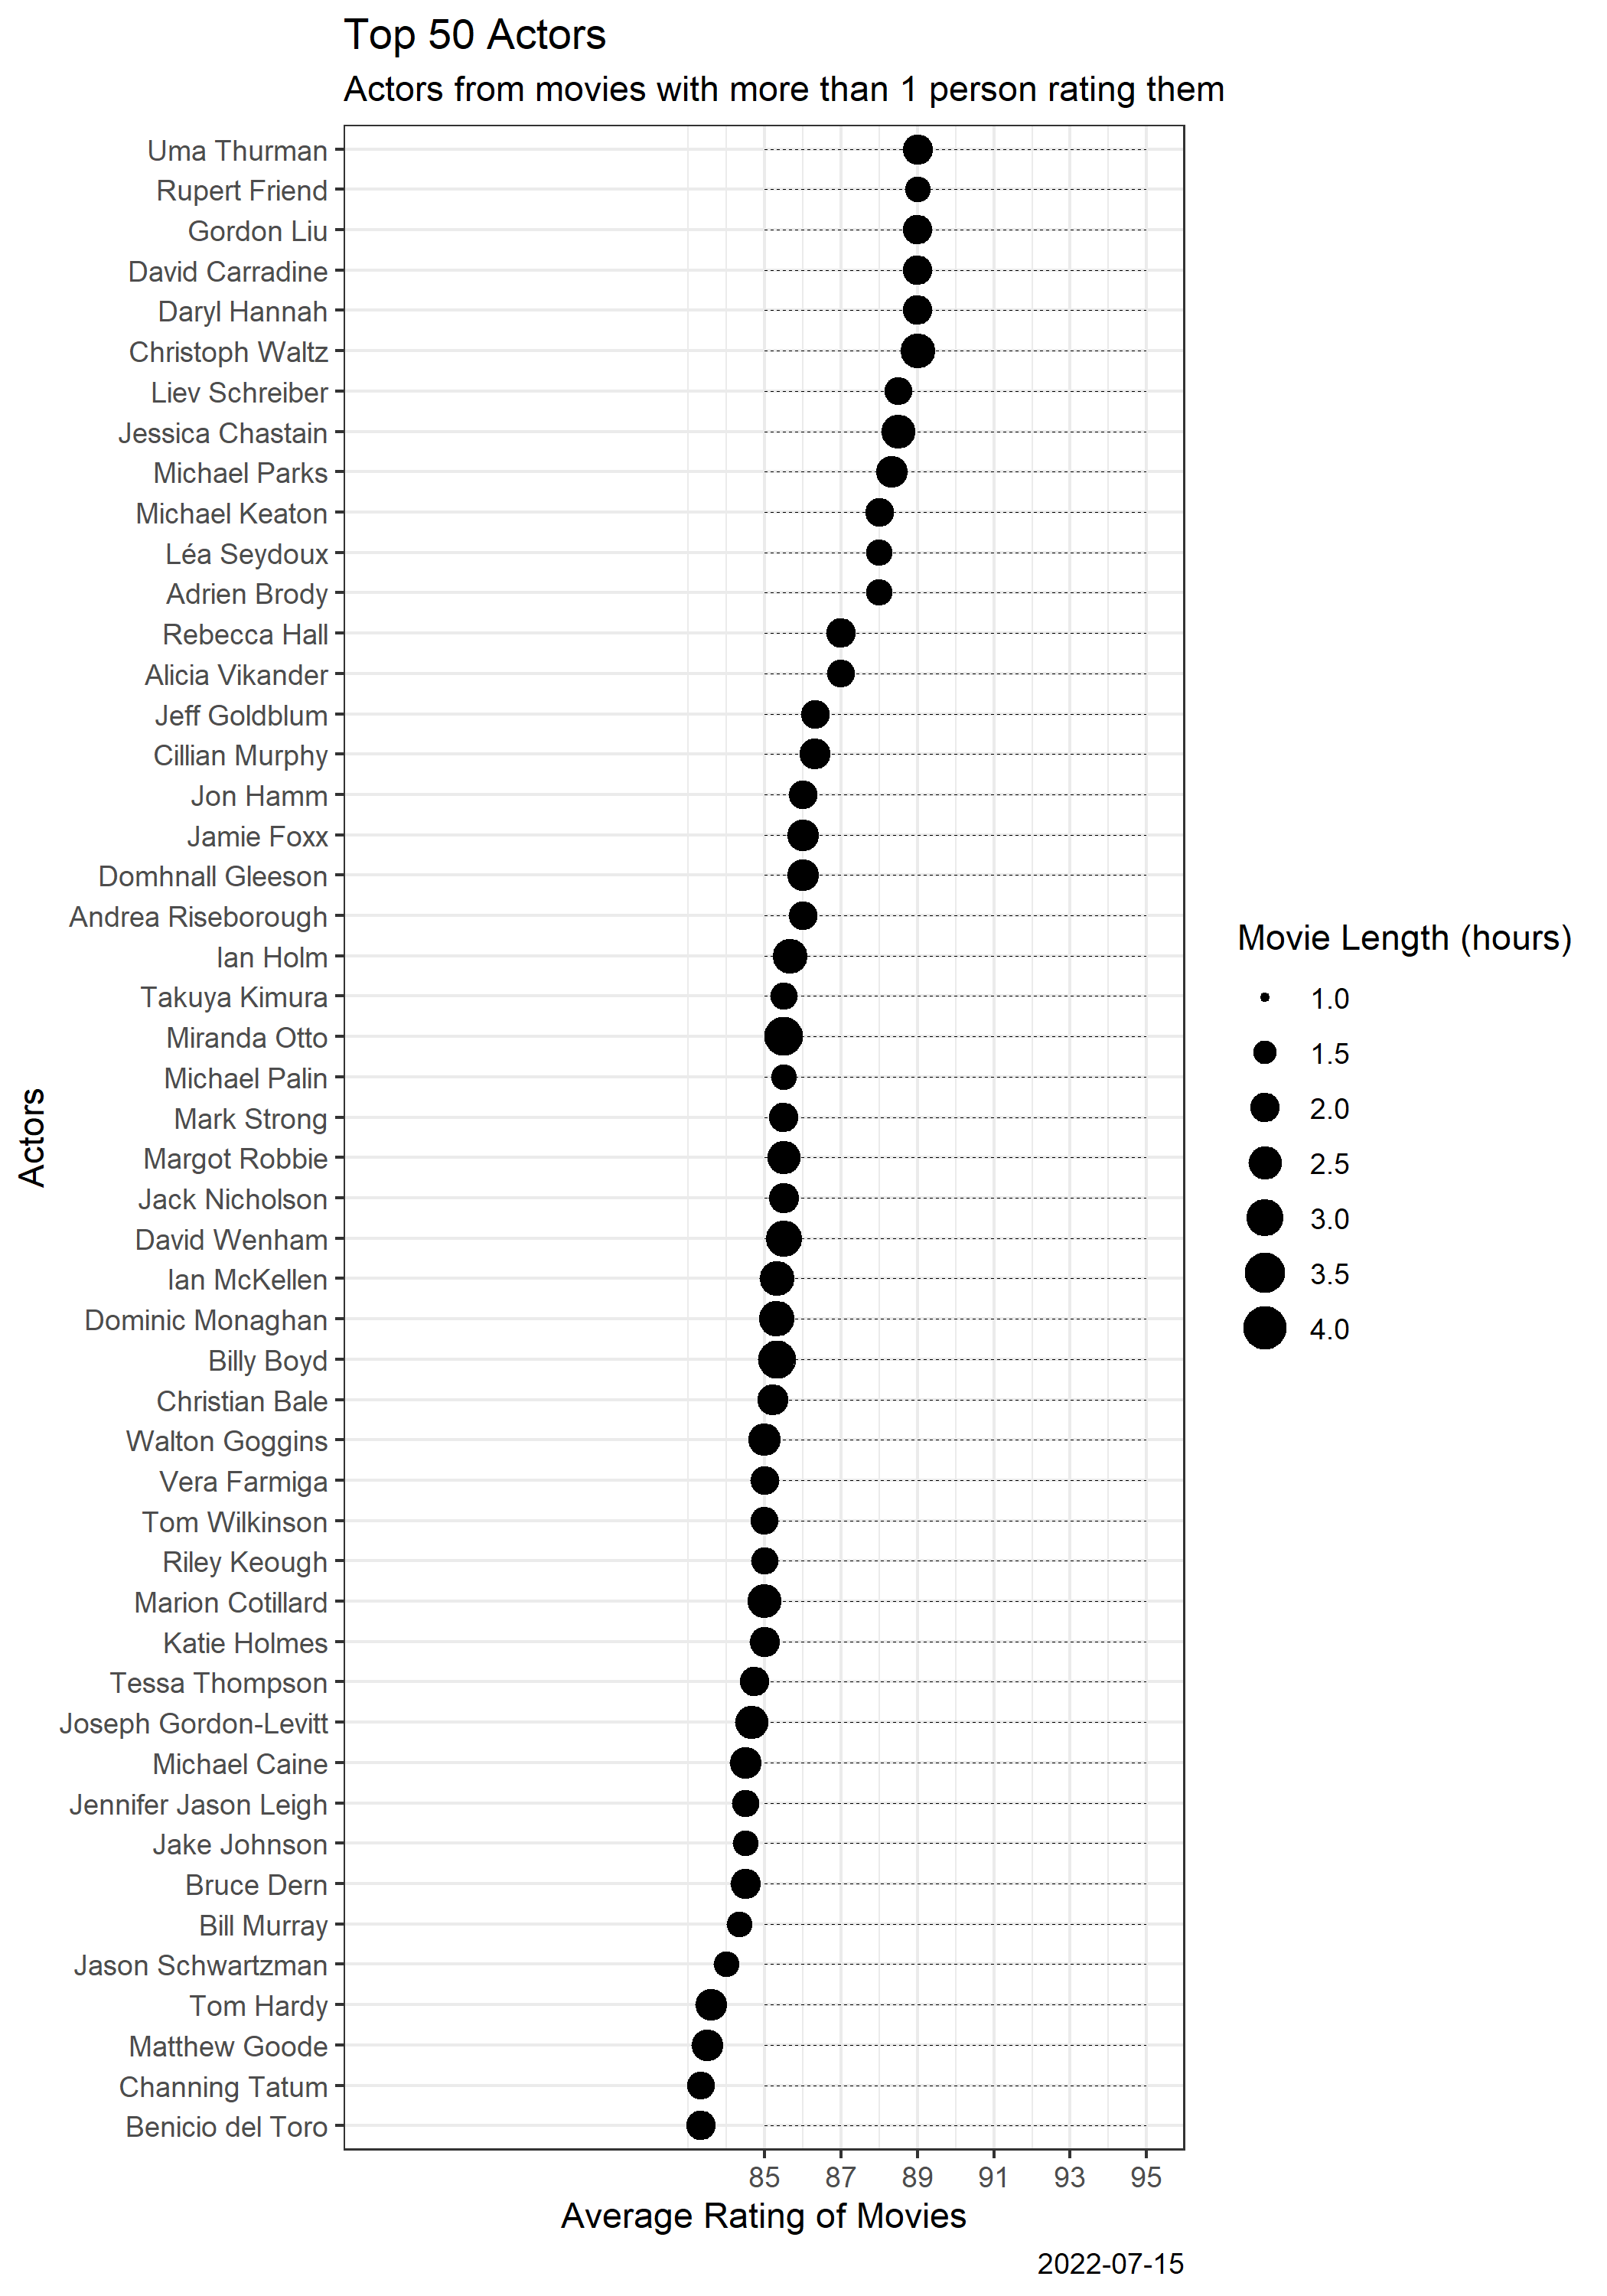 Top 50 Actors
Actors from movies with more than 1 person rating them
Uma Thurman
Rupert Friend
Gordon Liu
David Carradine
Daryl Hannah
Christoph Waltz
Liev Schreiber
Jessica Chastain
Michael Parks
Michael Keaton
Léa Seydoux
Adrien Brody
Rebecca Hall
Alicia Vikander
Jeff Goldblum
Cillian Murphy
Jon Hamm
Jamie Foxx
Domhnall Gleeson
Andrea Riseborough
Ian Holm
Takuya Kimura
Miranda Otto
Michael Palin
Mark Strong
Margot Robbie
Jack Nicholson
David Wenham
Ian McKellen
Dominic Monaghan
Billy Boyd
Christian Bale
Walton Goggins
Vera Farmiga
Tom Wilkinson
Riley Keough
Marion Cotillard
Katie Holmes
Tessa Thompson
Joseph Gordon-Levitt
Michael Caine
Jennifer Jason Leigh
Jake Johnson
Bruce Dern
Bill Murray
Jason Schwartzman
Tom Hardy
Matthew Goode
Channing Tatum
Benicio del Toro
Actors
85 87 89 91 93 95
Average Rating of Movies
Movie Length (hours)
1.0
1.5
2.0
2.5
3.0
3.5
4.0
2022-07-15